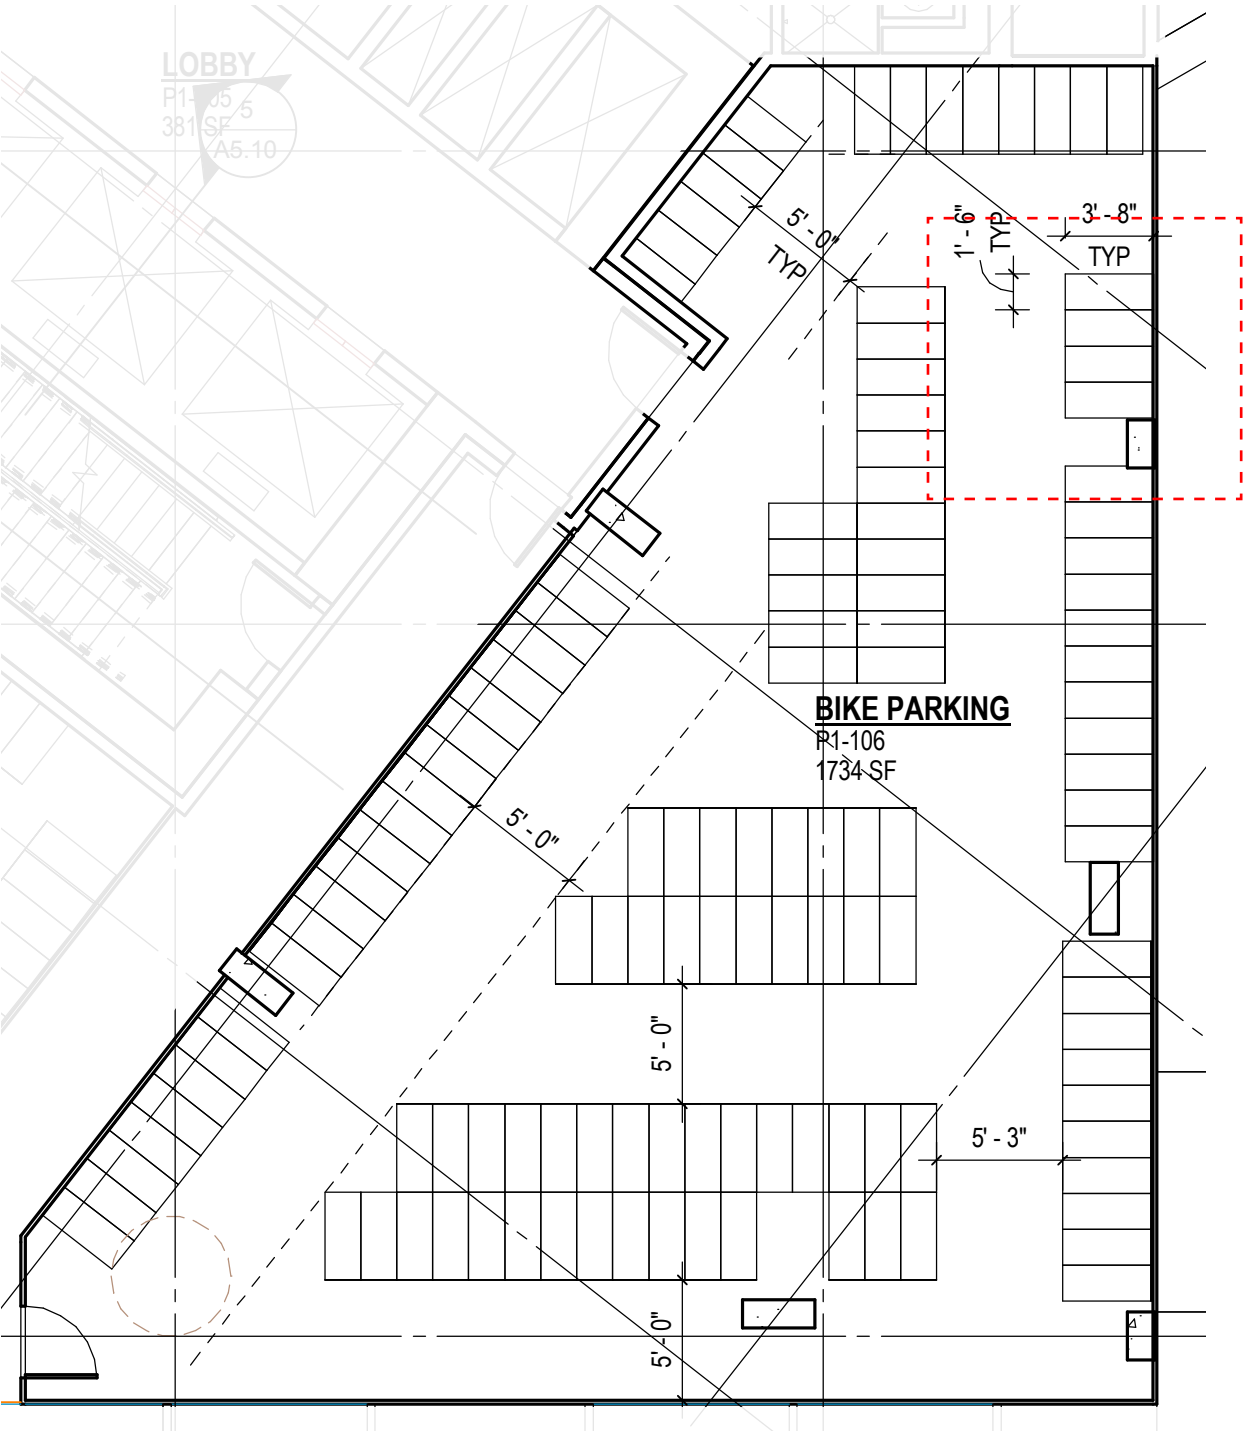 LOBBY
P1-105
381 SF
5
A5.10
5' - 0"
TYP
1' - 6"
TYP
3' - 8"
TYP
BIKE PARKING
P1-106
1734 SF
5' - 0"
5' - 0"
5' - 3"
5' - 0"